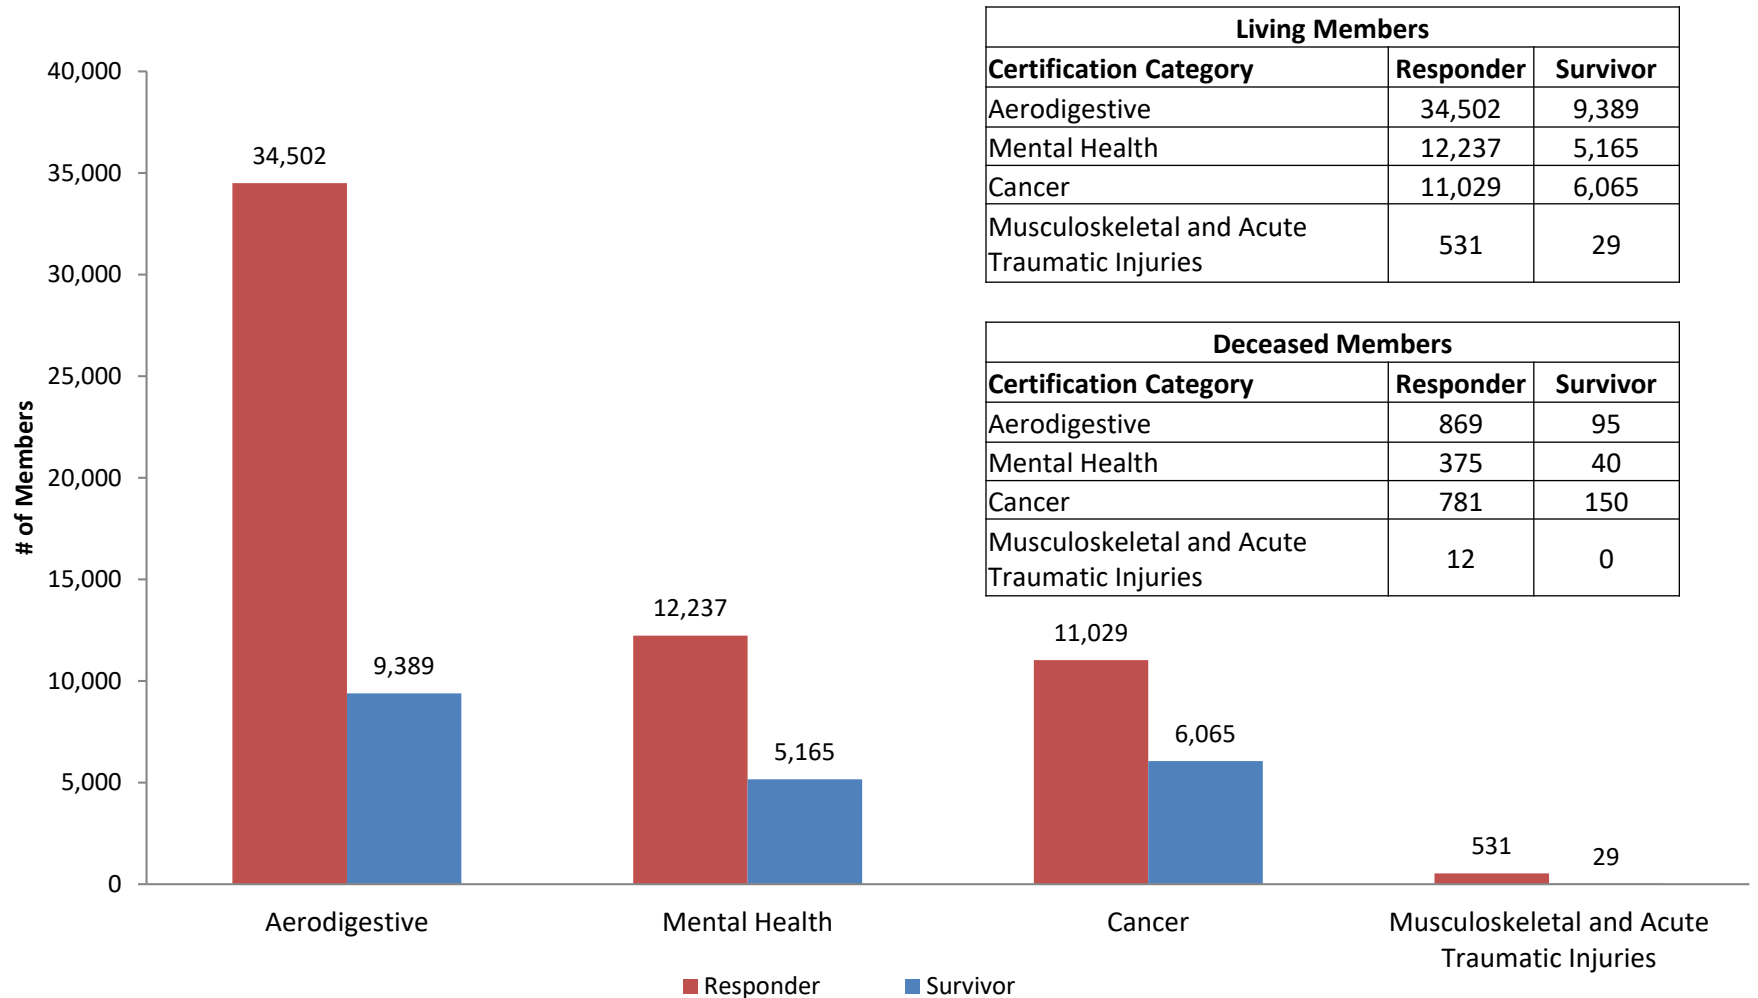 Living Members
Certification Category Responder Survivor
Aerodigestive 34,502 9,389
Mental Health 12,237 5,165
Cancer 11,029 6,065
Musculoskeletal and Acute
Traumatic Injuries 531 29
Deceased Members
Certification Category Responder Survivor
Aerodigestive 869 95
Mental Health 375 40
Cancer 781 150
Musculoskeletal and Acute
Traumatic Injuries 12 0
# of Members
40,000
35,000
30,000
25,000
20,000
15,000
10,000
5,000
0
34,502
9,389
12,237
5,165
11,029
6,065
531
29
Aerodigestive
Mental Health
Cancer
Musculoskeletal and Acute
Traumatic Injuries
Responder
Survivor